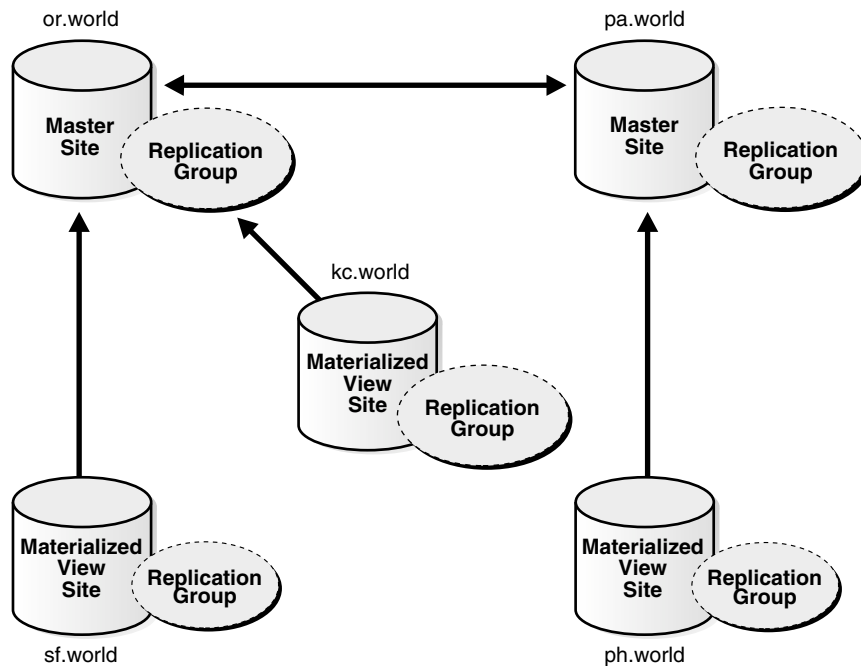 or.world
pa.world
Master
Site
Replication
Group
Master
Site
Replication
Group
kc.world
Materialized
View
Site
Replication
Group
Materialized
View
Site
Replication
Group
sf.world
Materialized
View
Site
Replication
Group
ph.world